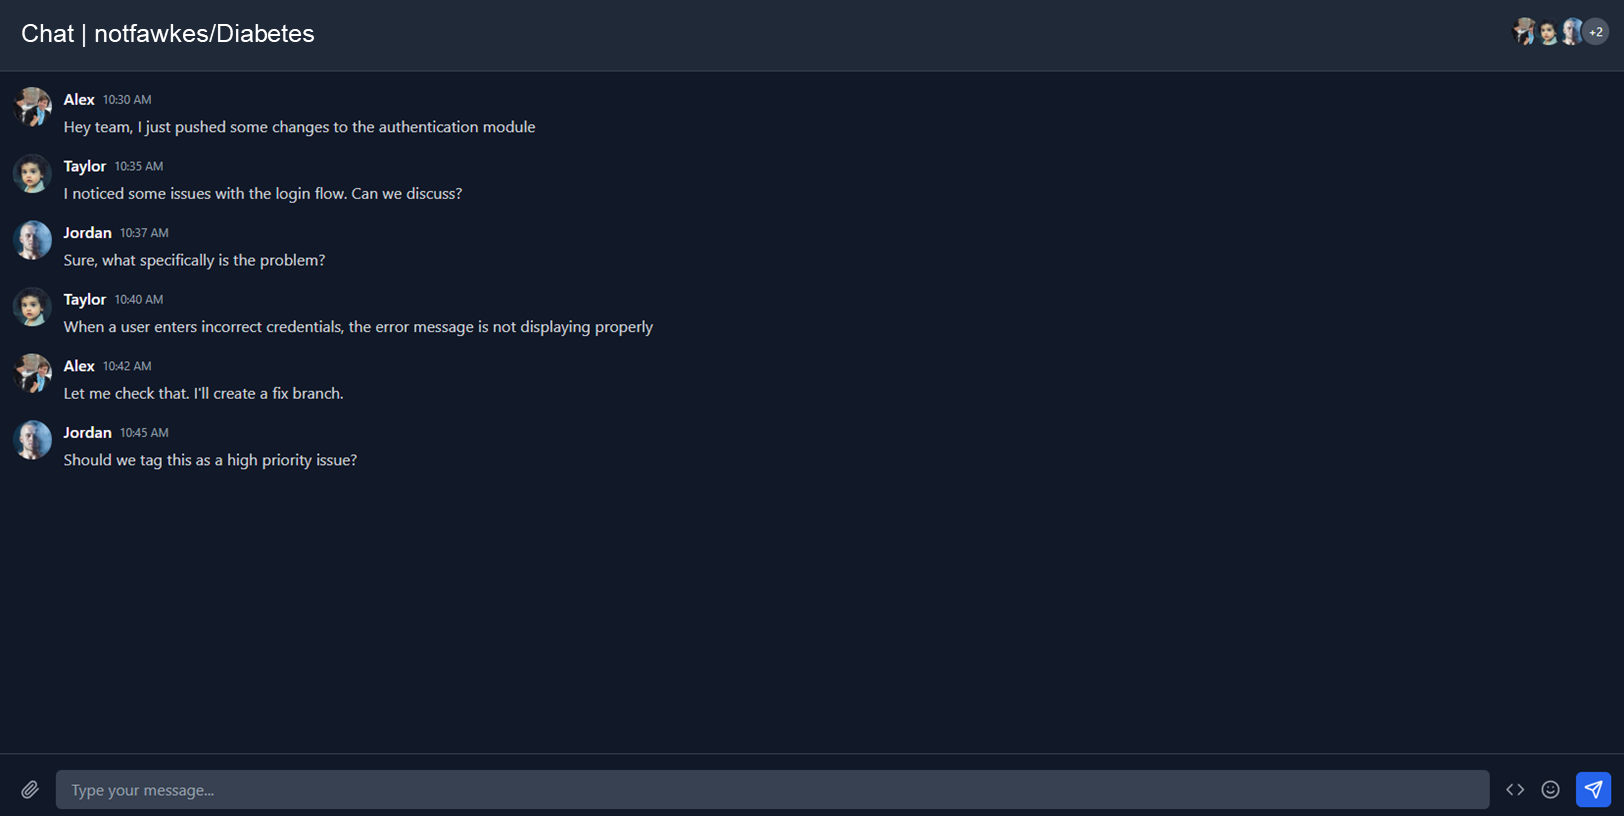 Chat | notfawkes/Diabetes
+2
Alex 10:30 AM
Hey team, I just pushed some changes to the authentication module
Taylor 10:35 AM
I noticed some issues with the login flow. Can we discuss?
Jordan 10:37 AM
Sure, what specifically is the problem?
Taylor 10:40 AM
When a user enters incorrect credentials, the error message is not displaying properly
Alex 10:42 AM
Let me check that. I'll create a fix branch.
Jordan 10:45 AM
Should we tag this as a high priority issue?
Type your message...